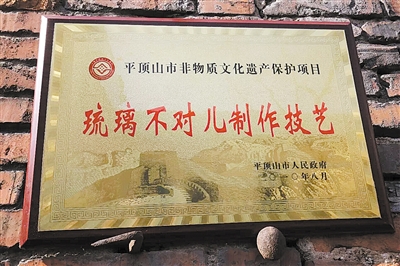 平顶山市非物质文化遗产保护项目
琉璃不对儿制作技艺
平顶山市人民政府
二〇一〇年八月